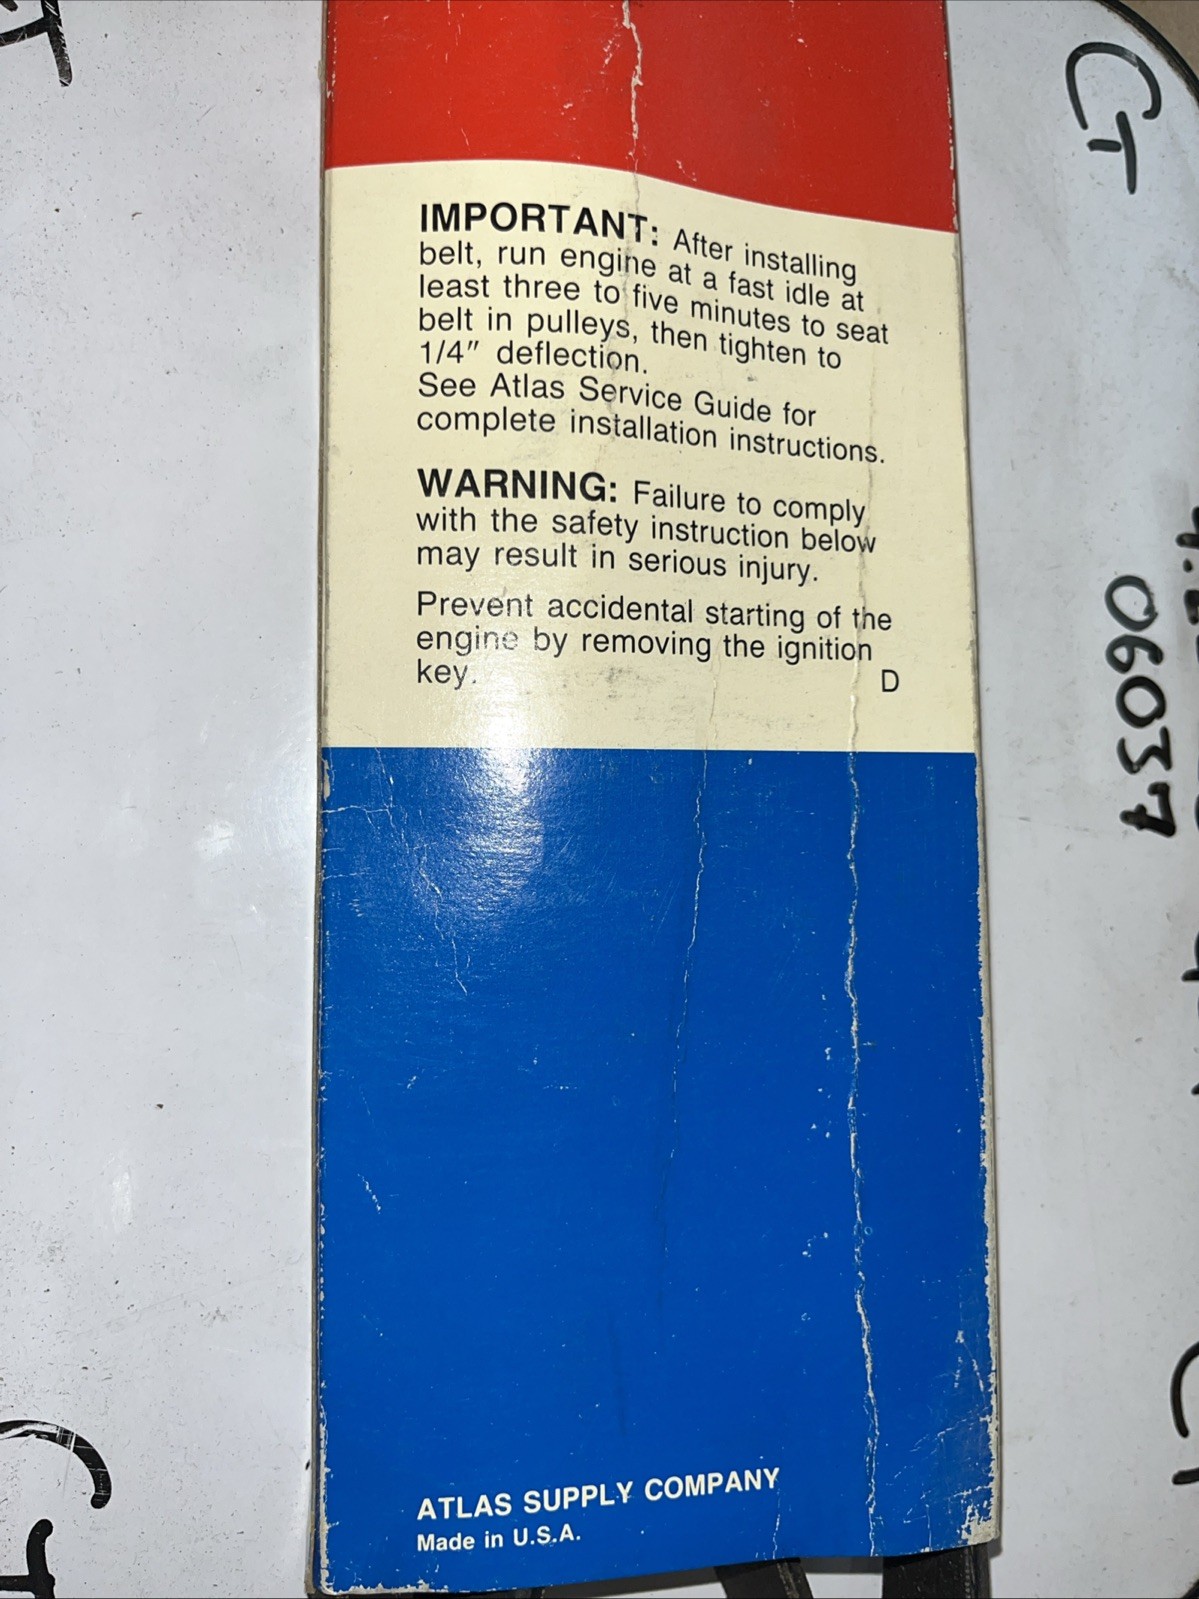 IMPORTANT: After installing
belt, run engine at a fast idle at
least three to five minutes to seat
belt in pulleys, then tighten to
1/4" deflection.
See Atlas Service Guide for
complete installation instructions.
WARNING: Failure to comply
with the safety instruction below
may result in serious injury.
Prevent accidental starting of the
engine by removing the ignition
key.
D
ATLAS SUPPLY COMPANY
Made in U.S.A.
CT
06037
CT